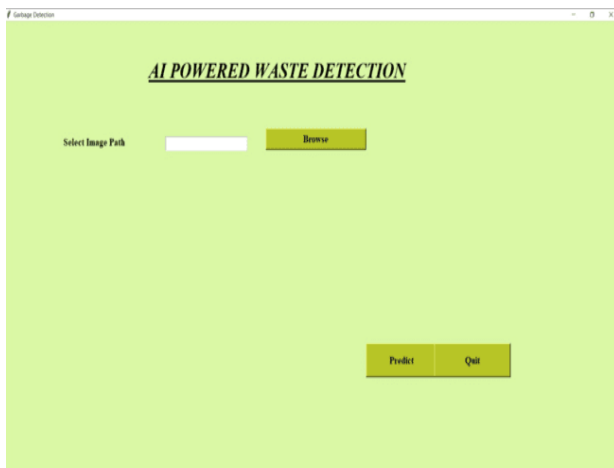 Garbage Detection
AI POWERED WASTE DETECTION
Select Image Path
Browse
Predict
Quit